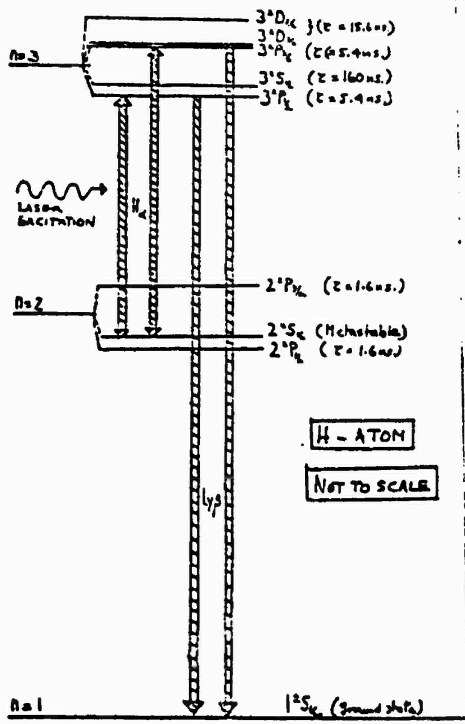 3²D₅/₂ } (τ = 15.6 ns)
3²D₃/₂
3²P₃/₂ (τ = 5.4 ns.)
n=3
3²S½ (τ = 160 ns.)
3²P½ (τ = 5.4 ns.)
Hα
LASER
EXCITATION
2²P₃/₂ (τ = 1.6 ns.)
n=2
2²S½ (Metastable)
2²P½ (τ = 1.6 ns)
H - ATOM
NOT TO SCALE
Lyβ
n=1
1²S½ (ground state)